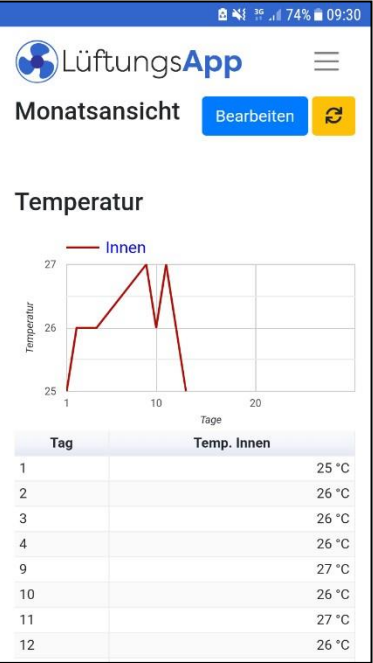 3G 74% 09:30
LüftungsApp
Monatsansicht
Bearbeiten
Temperatur
Innen
27
26
25
Temperatur
1 10 20
Tage
Tag Temp. Innen
1 25 °C
2 26 °C
3 26 °C
4 26 °C
9 27 °C
10 26 °C
11 27 °C
12 26 °C